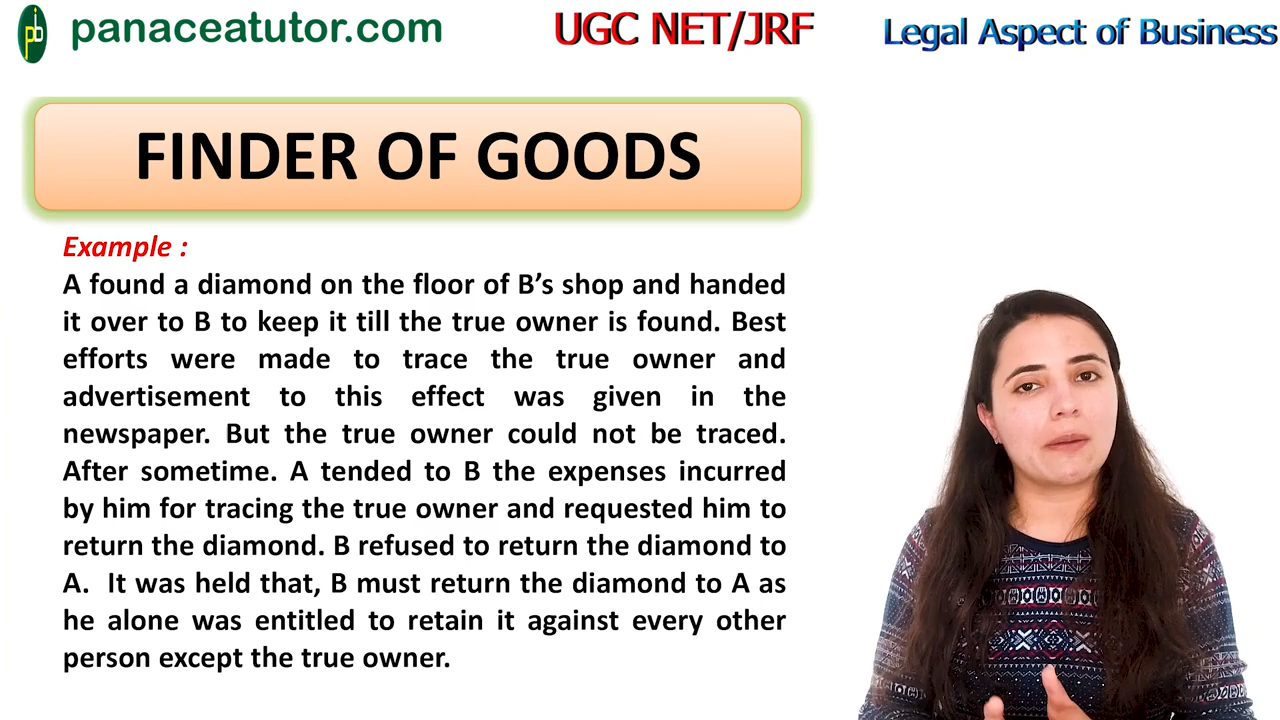 pb panaceatutor.com UGC NET/JRF Legal Aspect of Business
FINDER OF GOODS
Example :
A found a diamond on the floor of B’s shop and handed
it over to B to keep it till the true owner is found. Best
efforts were made to trace the true owner and
advertisement to this effect was given in the
newspaper. But the true owner could not be traced.
After sometime. A tended to B the expenses incurred
by him for tracing the true owner and requested him to
return the diamond. B refused to return the diamond to
A. It was held that, B must return the diamond to A as
he alone was entitled to retain it against every other
person except the true owner.